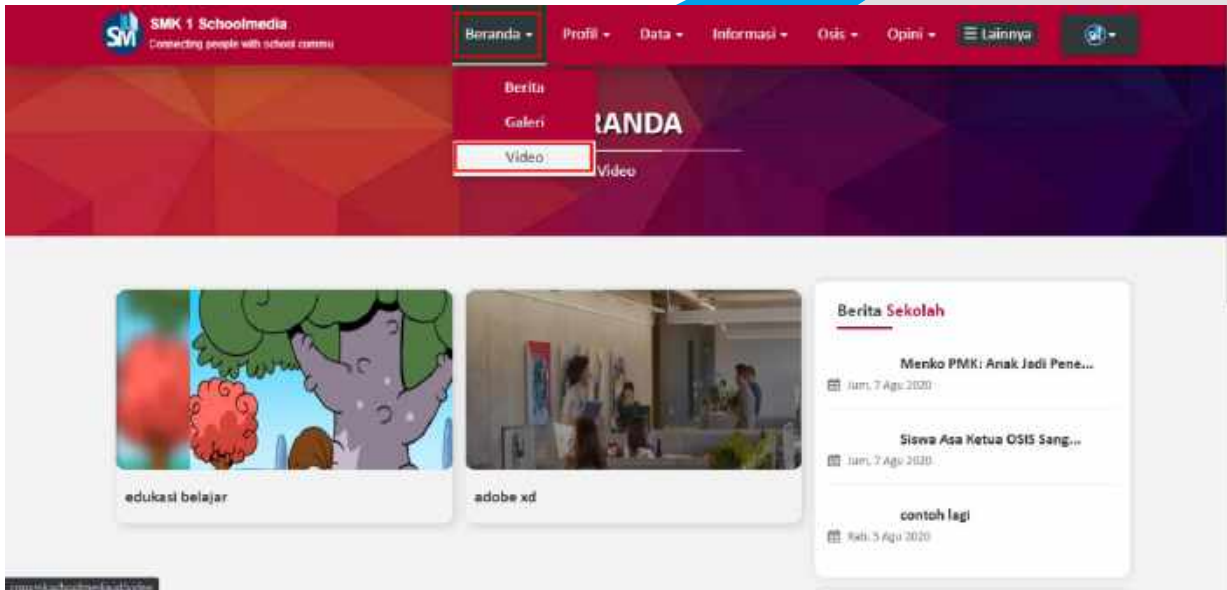 SMK 1 Schoolmedia
Connecting people with school commu
SM
Beranda
Profil
Data
Informasi
Osis
Opini
Lainnya
Berita
Galeri
Video
RANDA
Video
edukasi belajar
adobe xd
Berita Sekolah
Menko PMK: Anak Jadi Pene...
Jum, 7 Agu 2020
Siswa Asa Ketua OSIS Sang...
Jum, 7 Agu 2020
contoh lagi
Rab, 5 Agu 2020